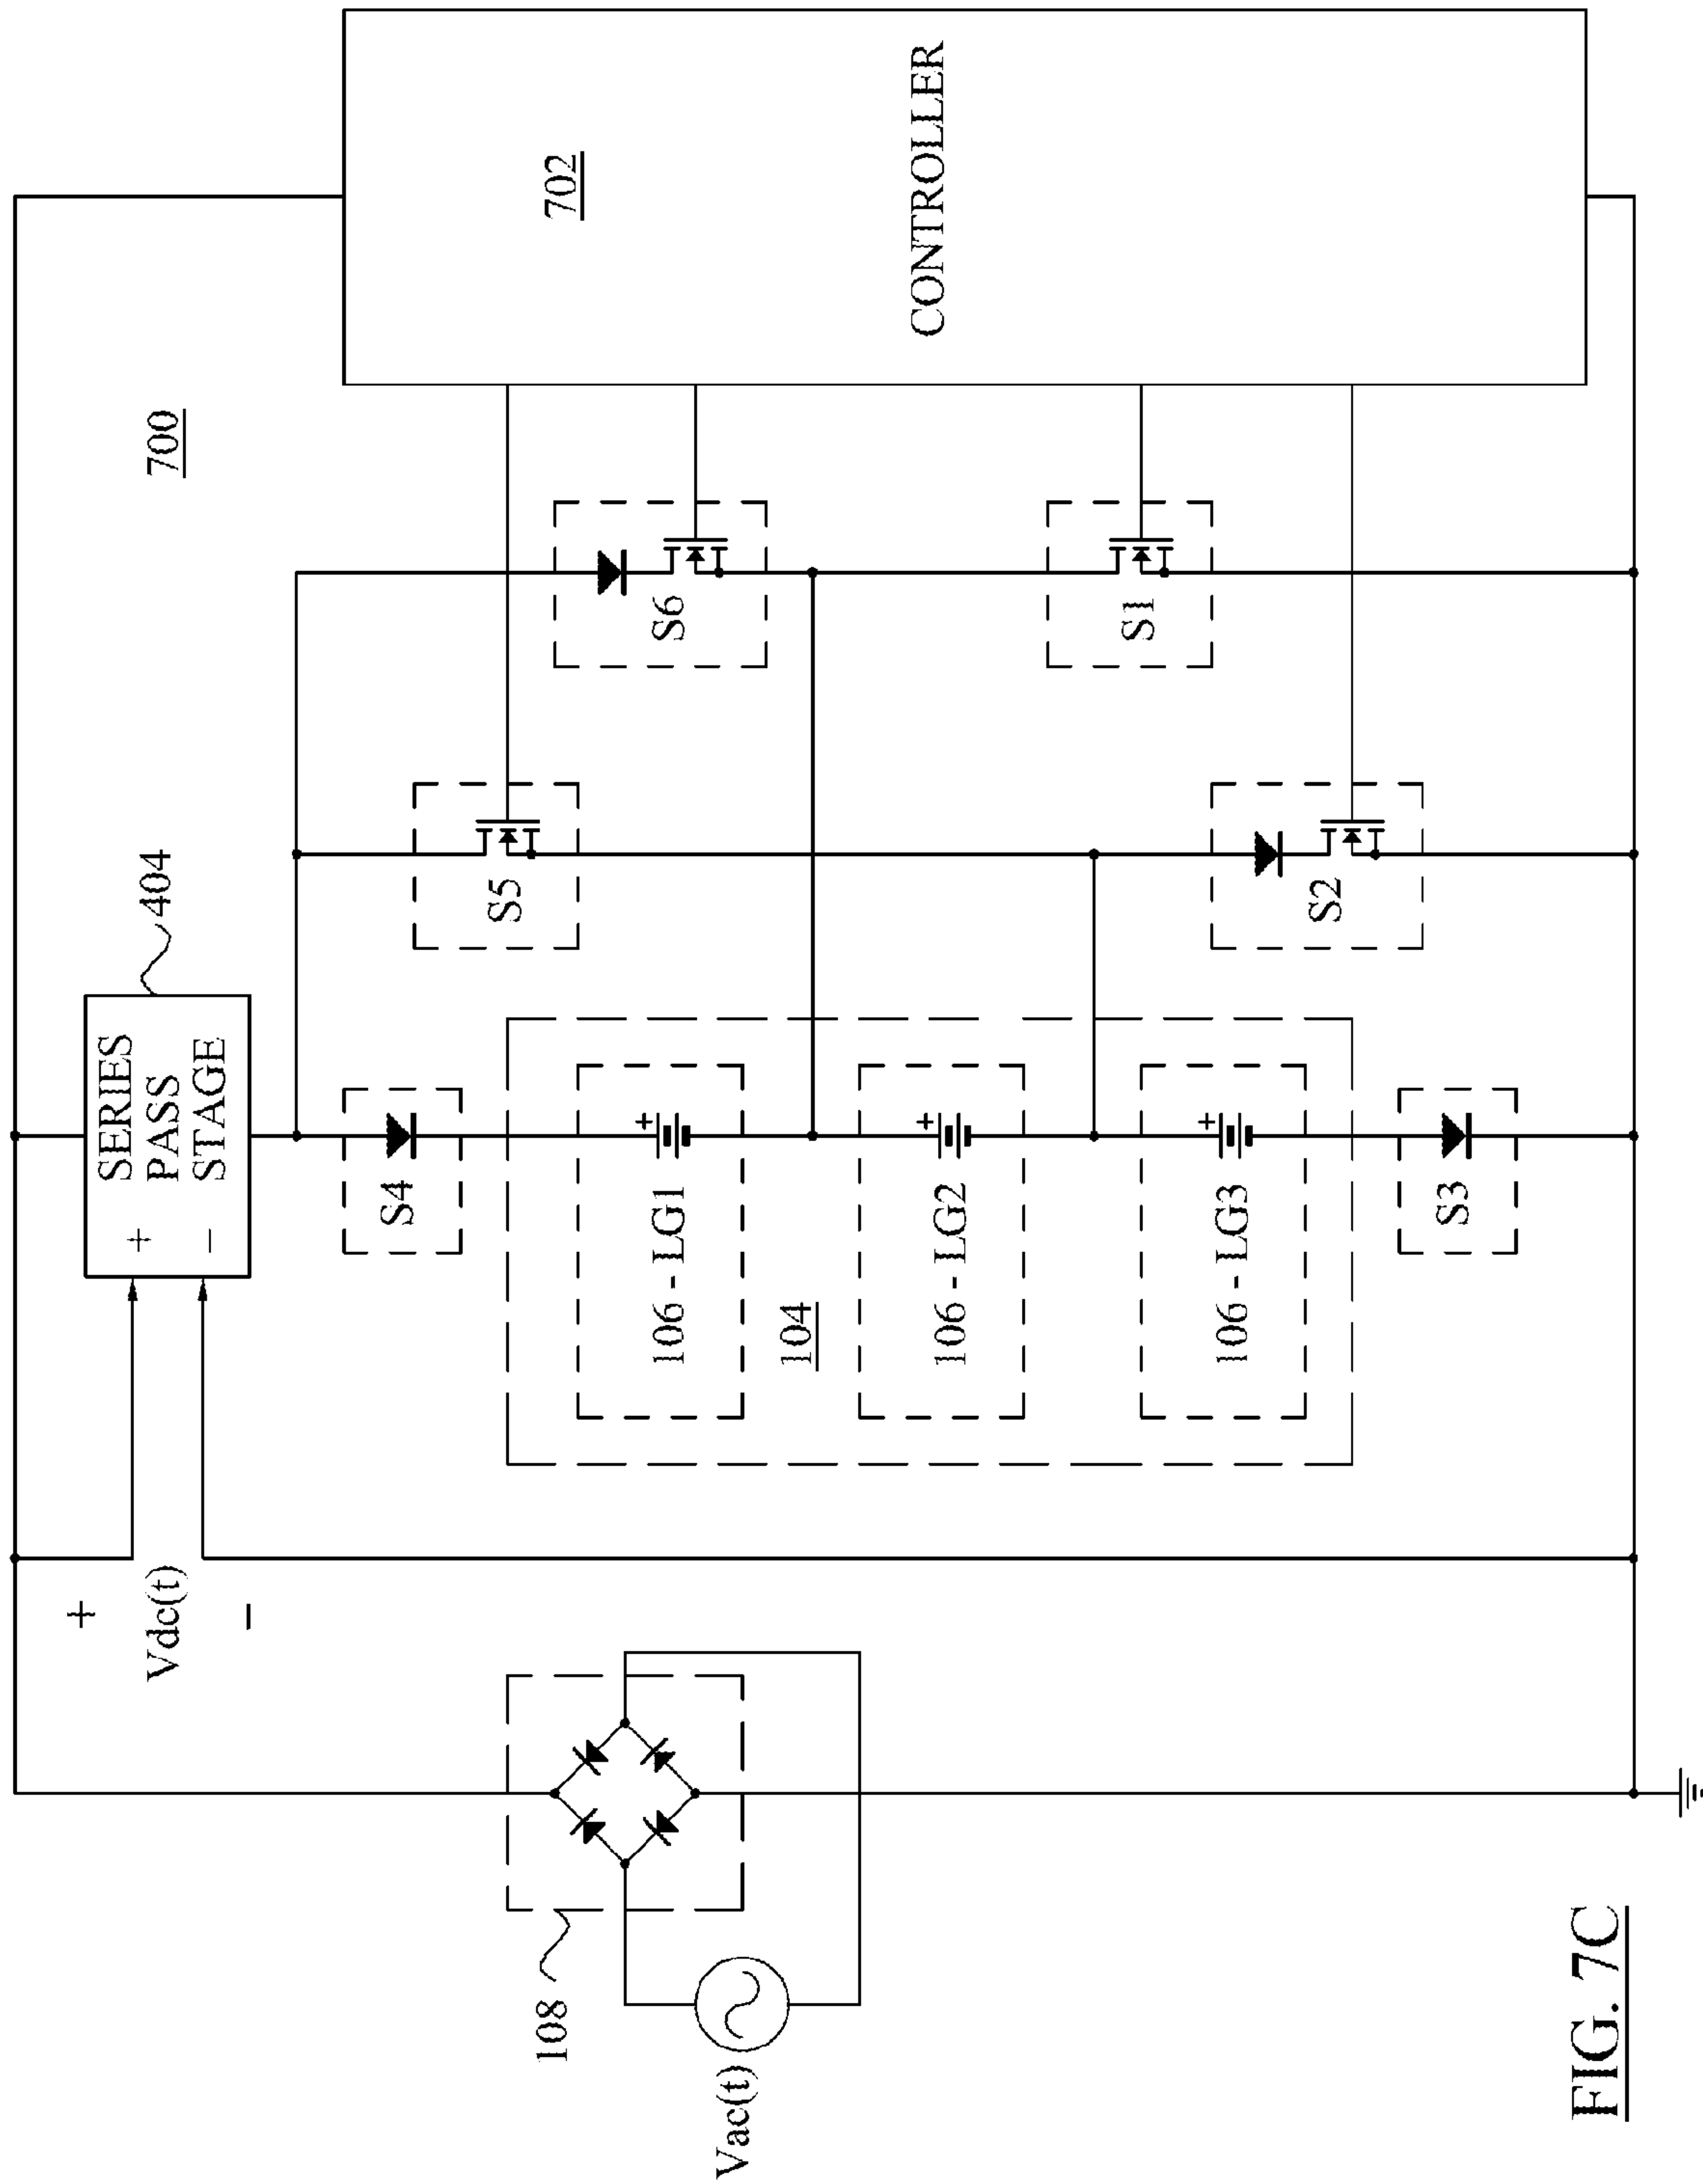 SERIES
PASS
STAGE
+
−
404
700
702
CONTROLLER
+
Vdc(t)
−
S4
S5
S6
106 - LG1
+
104
106 - LG2
+
106 - LG3
+
S1
S2
S3
108
Vac(t)
FIG. 7C